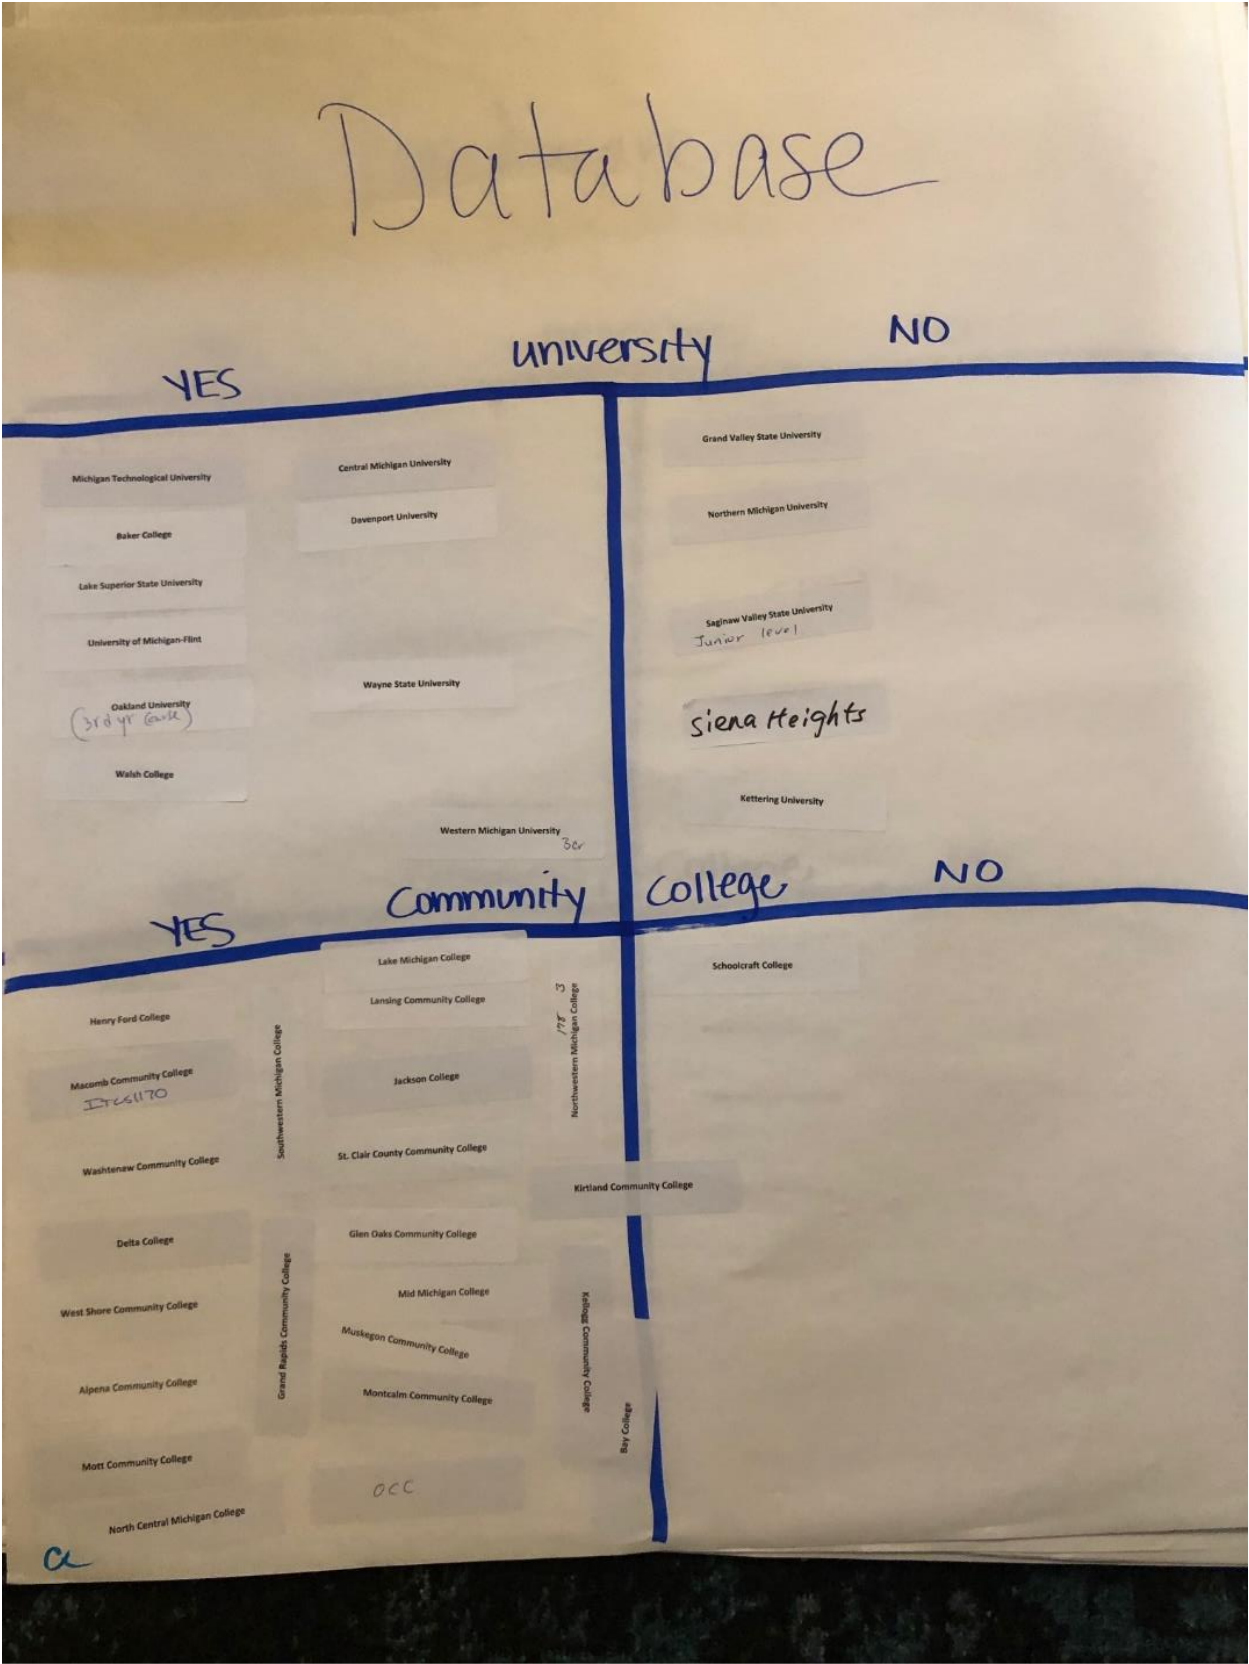 Database
university
YES
NO
Michigan Technological University
Baker College
Lake Superior State University
University of Michigan-Flint
Oakland University
(3rd yr
Walsh College
Central Michigan University
Davenport University
Wayne State University
Western Michigan University
3cr
Grand Valley State University
Northern Michigan University
Saginaw Valley State University
Junior level
Siena Heights
Kettering University
Community College
YES
NO
Henry Ford College
Macomb Community College
ITCS1170
Washtenaw Community College
Delta College
West Shore Community College
Alpena Community College
Mott Community College
North Central Michigan College
Southwestern Michigan College
Grand Rapids Community College
Lake Michigan College
Lansing Community College
Jackson College
St. Clair County Community College
Glen Oaks Community College
Mid Michigan College
Muskegon Community College
Montcalm Community College
OCC
178 3
Northwestern Michigan College
Kirtland Community College
Kellogg Community College
Bay College
Schoolcraft College
a